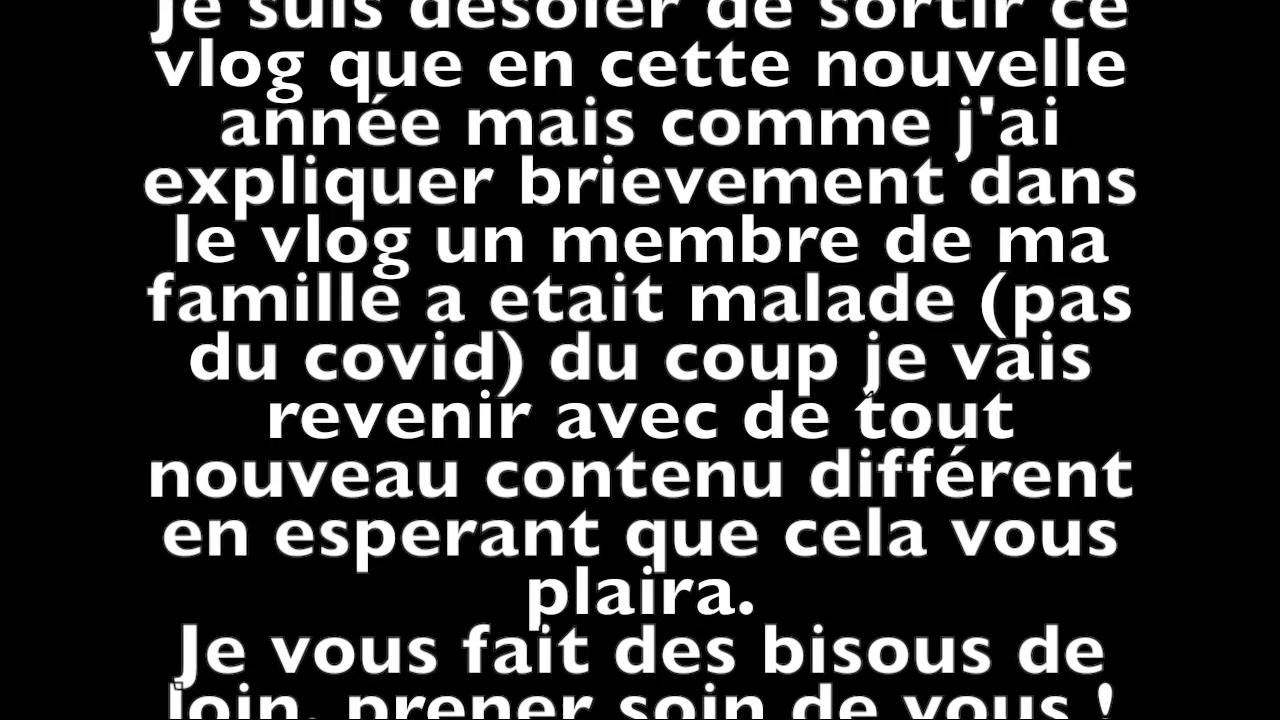 Je suis désoler de sortir ce
vlog que en cette nouvelle
année mais comme j'ai
expliquer brievement dans
le vlog un membre de ma
famille a etait malade (pas
du covid) du coup je vais
revenir avec de tout
nouveau contenu différent
en esperant que cela vous
plaira.
Je vous fait des bisous de
loin, prener soin de vous !